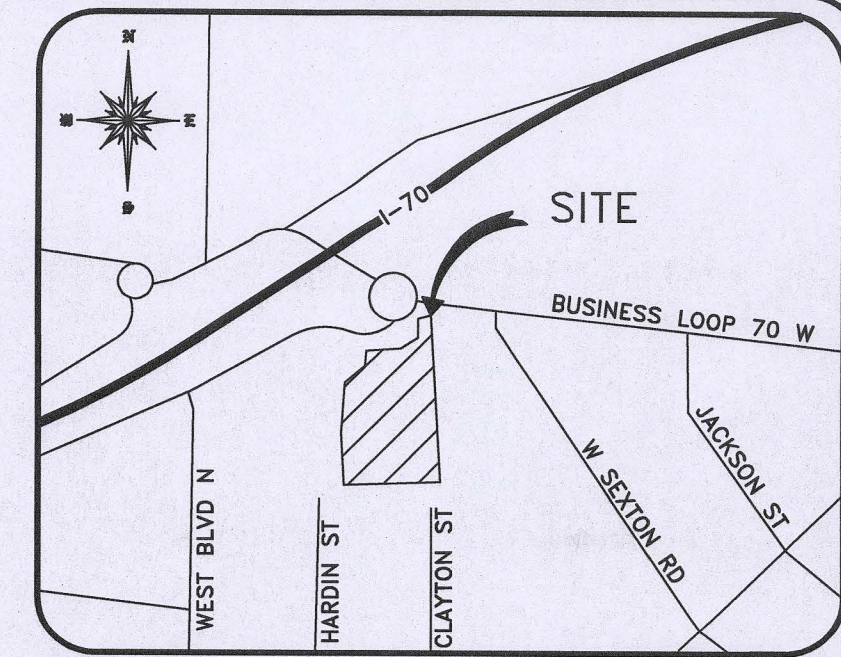 N
W E
S
I-70
SITE
BUSINESS LOOP 70 W
WEST BLVD N
HARDIN ST
CLAYTON ST
W SEXTON RD
JACKSON ST